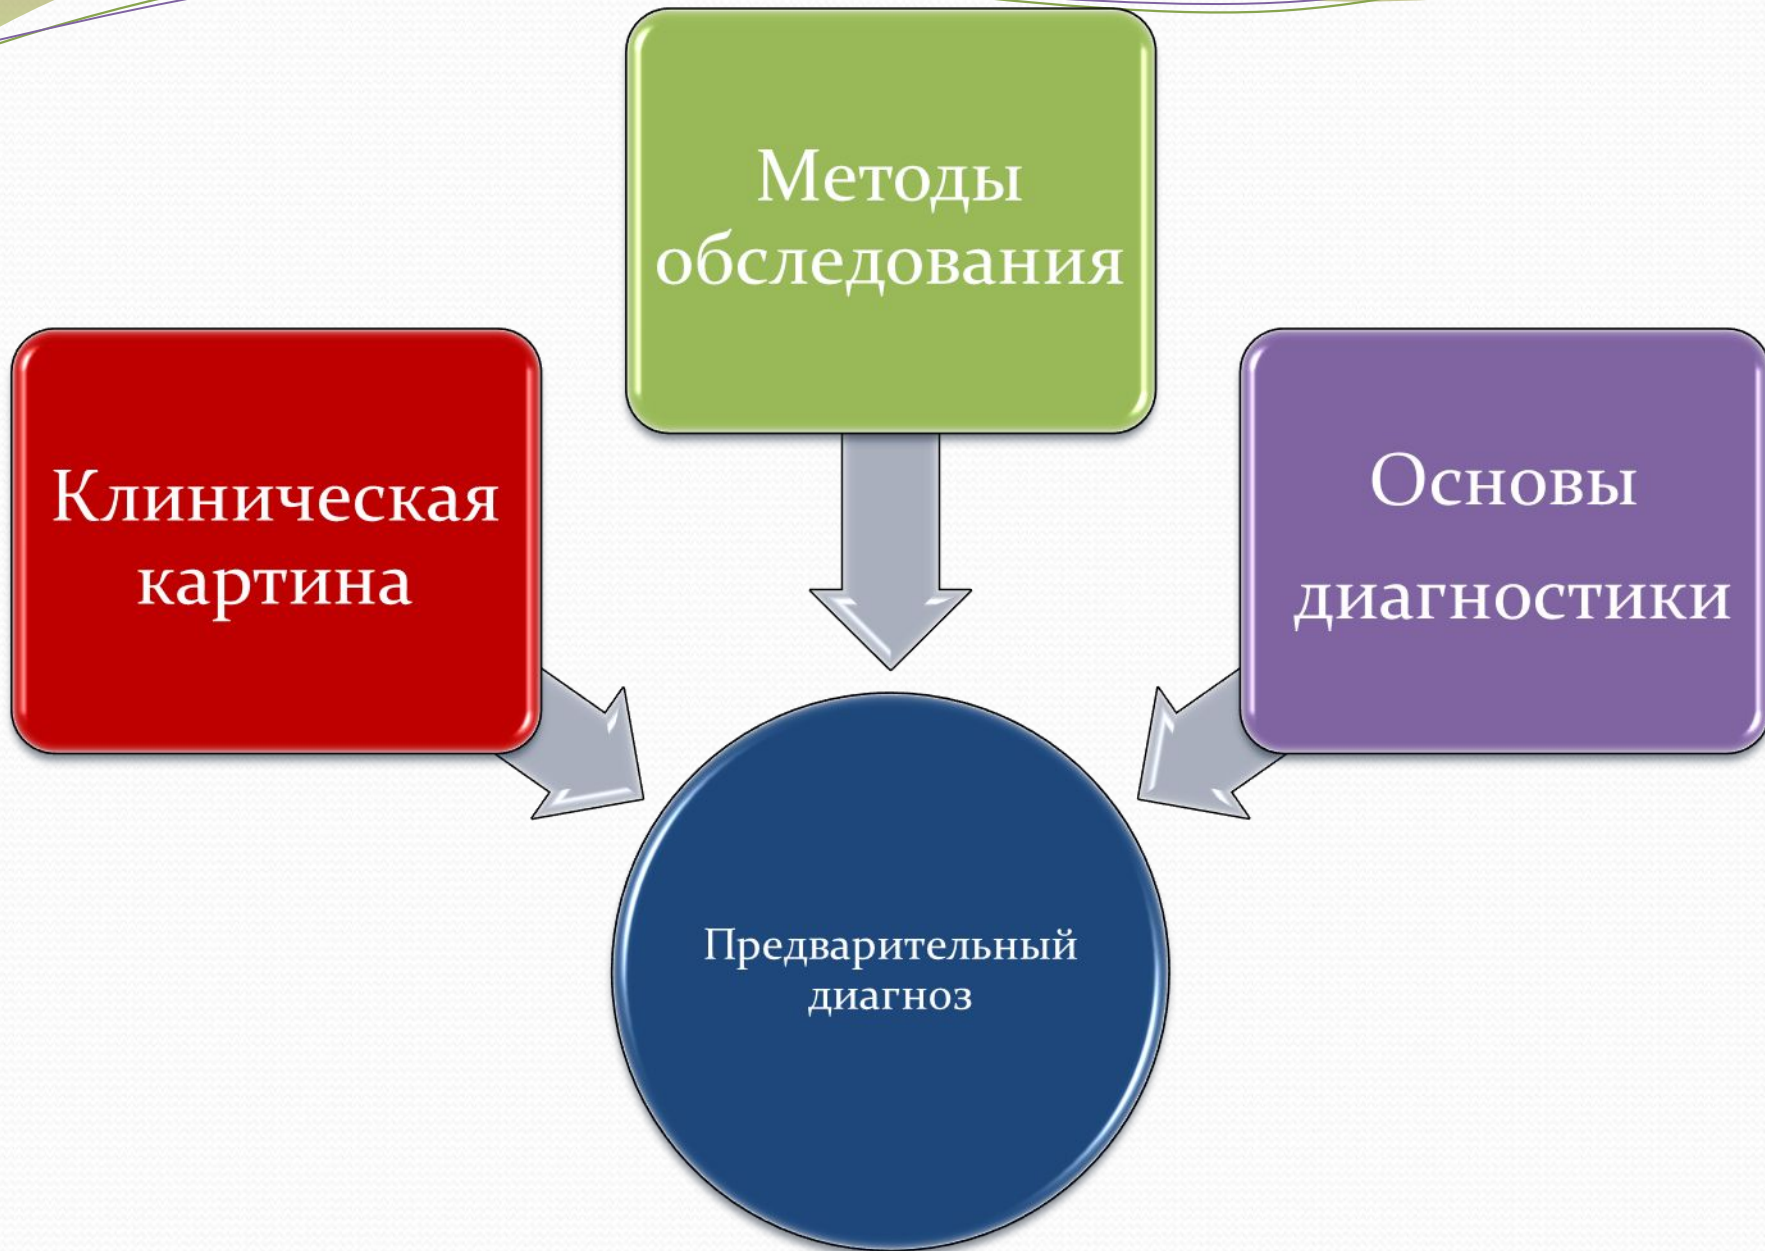 Методы
обследования
Клиническая
картина
Основы
диагностики
Предварительный
диагноз